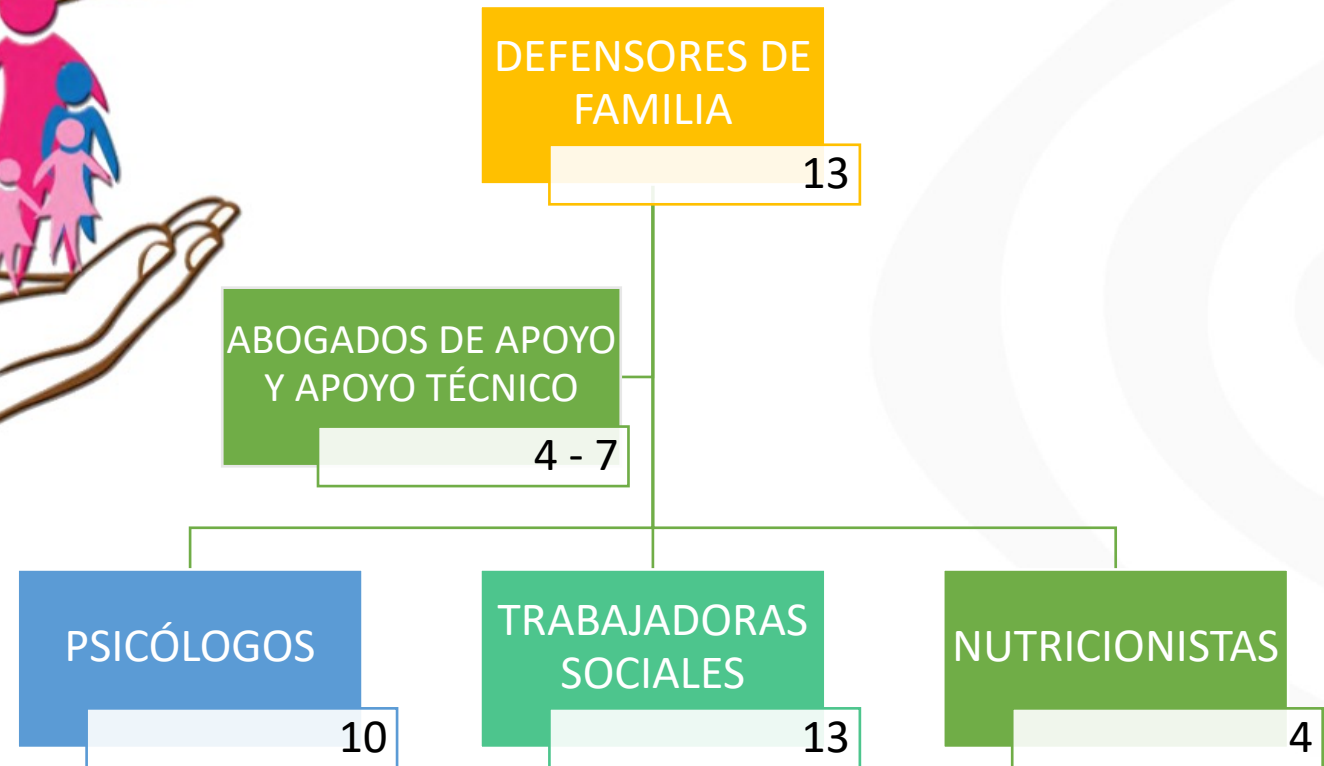 DEFENSORES DE
FAMILIA
13
ABOGADOS DE APOYO
Y APOYO TÉCNICO
4 - 7
PSICÓLOGOS
10
TRABAJADORAS
SOCIALES
13
NUTRICIONISTAS
4